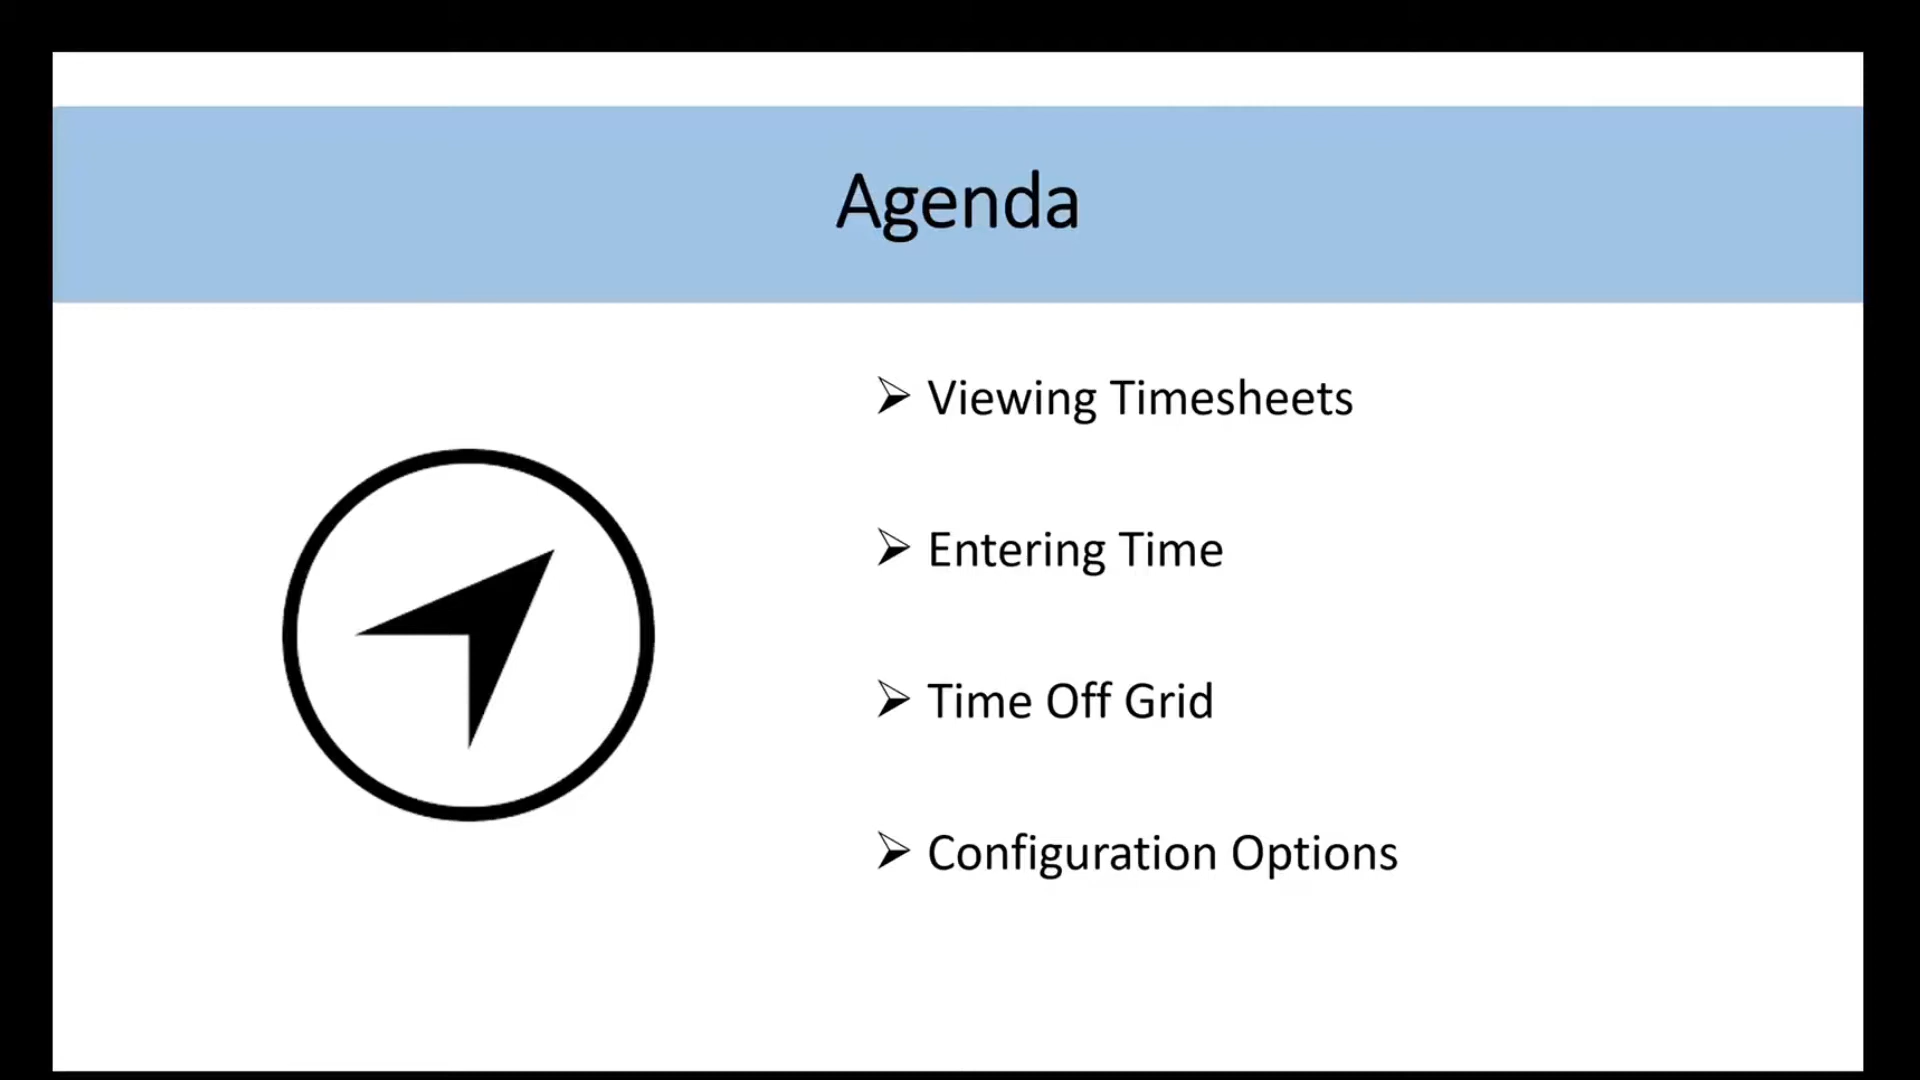 Agenda
Viewing Timesheets
Entering Time
Time Off Grid
Configuration Options